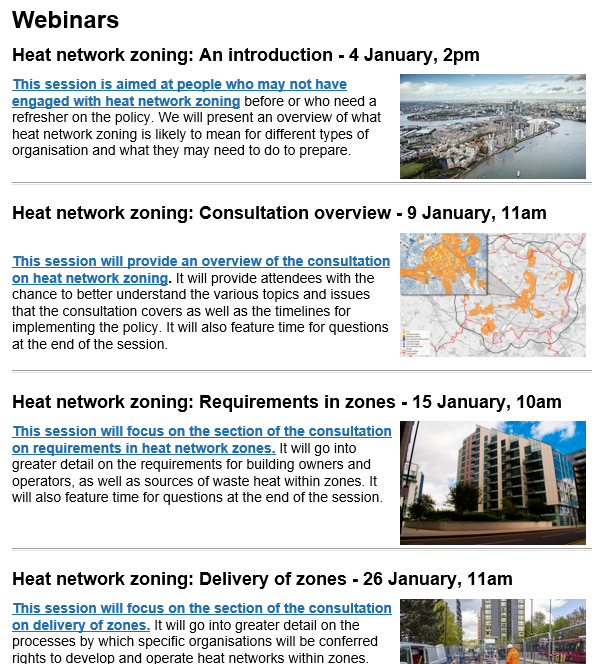 Webinars
Heat network zoning: An introduction - 4 January, 2pm
This session is aimed at people who may not have
engaged with heat network zoning before or who need a
refresher on the policy. We will present an overview of what
heat network zoning is likely to mean for different types of
organisation and what they may need to do to prepare.
Heat network zoning: Consultation overview - 9 January, 11am
This session will provide an overview of the consultation
on heat network zoning. It will provide attendees with the
chance to better understand the various topics and issues
that the consultation covers as well as the timelines for
implementing the policy. It will also feature time for questions
at the end of the session.
Heat network zoning: Requirements in zones - 15 January, 10am
This session will focus on the section of the consultation
on requirements in heat network zones. It will go into
greater detail on the requirements for building owners and
operators, as well as sources of waste heat within zones. It
will also feature time for questions at the end of the session.
Heat network zoning: Delivery of zones - 26 January, 11am
This session will focus on the section of the consultation
on delivery of zones. It will go into greater detail on the
processes by which specific organisations will be conferred
rights to develop and operate heat networks within zones.